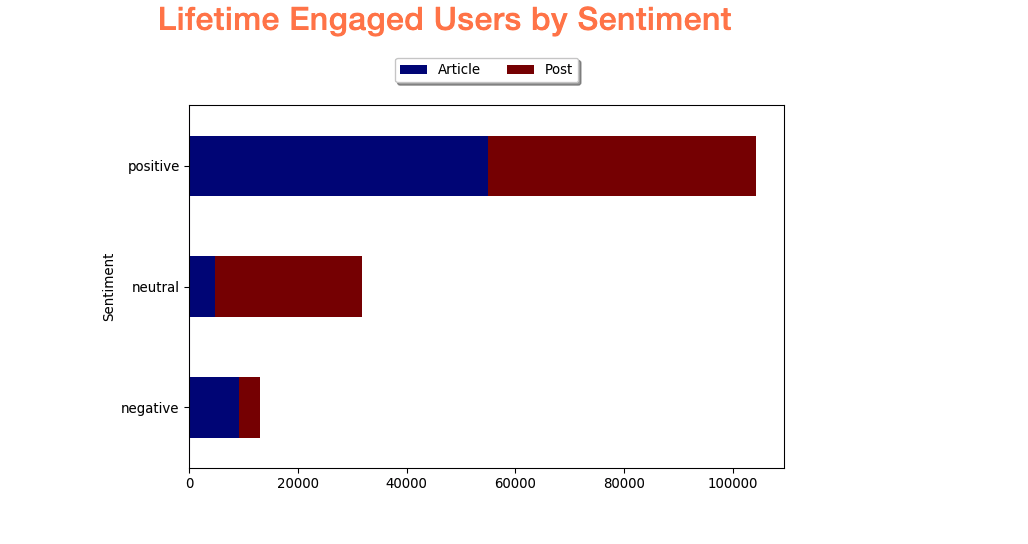 Lifetime Engaged Users by Sentiment
Article Post
positive
neutral
negative
Sentiment
0 20000 40000 60000 80000 100000